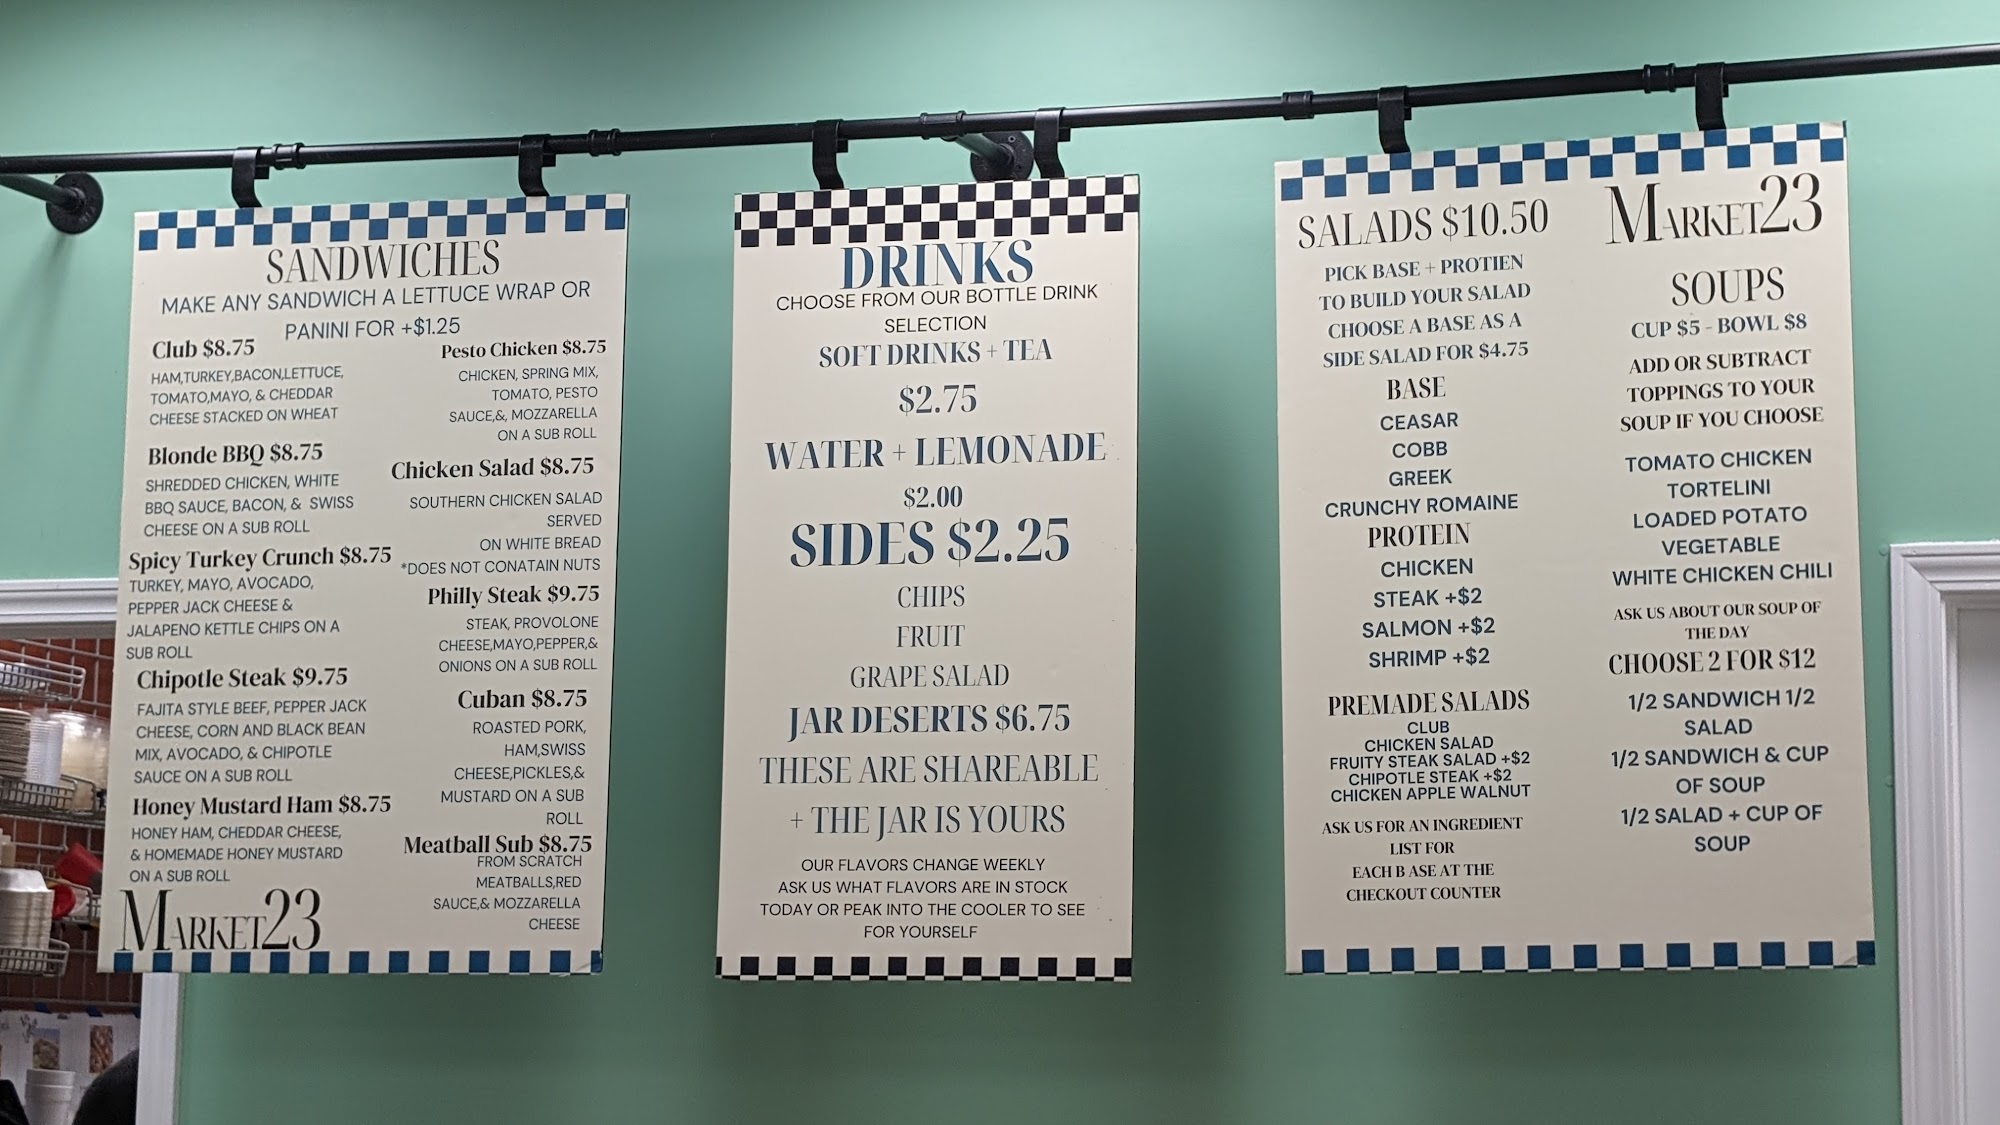 SANDWICHES
MAKE ANY SANDWICH A LETTUCE WRAP OR
PANINI FOR +$1.25
Club $8.75
HAM,TURKEY,BACON,LETTUCE,
TOMATO,MAYO, & CHEDDAR
CHEESE STACKED ON WHEAT
Blonde BBQ $8.75
SHREDDED CHICKEN, WHITE
BBQ SAUCE, BACON, & SWISS
CHEESE ON A SUB ROLL
Spicy Turkey Crunch $8.75
TURKEY, MAYO, AVOCADO,
PEPPER JACK CHEESE &
JALAPENO KETTLE CHIPS ON A
SUB ROLL
Chipotle Steak $9.75
FAJITA STYLE BEEF, PEPPER JACK
CHEESE, CORN AND BLACK BEAN
MIX, AVOCADO, & CHIPOTLE
SAUCE ON A SUB ROLL
Honey Mustard Ham $8.75
HONEY HAM, CHEDDAR CHEESE,
& HOMEMADE HONEY MUSTARD
ON A SUB ROLL
MARKET23
Pesto Chicken $8.75
CHICKEN, SPRING MIX,
TOMATO, PESTO
SAUCE,&, MOZZARELLA
ON A SUB ROLL
Chicken Salad $8.75
SOUTHERN CHICKEN SALAD
SERVED
ON WHITE BREAD
*DOES NOT CONATAIN NUTS
Philly Steak $9.75
STEAK, PROVOLONE
CHEESE,MAYO,PEPPER,&
ONIONS ON A SUB ROLL
Cuban $8.75
ROASTED PORK,
HAM,SWISS
CHEESE,PICKLES,&
MUSTARD ON A SUB
ROLL
Meatball Sub $8.75
FROM SCRATCH
MEATBALLS,RED
SAUCE,& MOZZARELLA
CHEESE
DRINKS
CHOOSE FROM OUR BOTTLE DRINK
SELECTION
SOFT DRINKS + TEA
$2.75
WATER + LEMONADE
$2.00
SIDES $2.25
CHIPS
FRUIT
GRAPE SALAD
JAR DESERTS $6.75
THESE ARE SHAREABLE
+ THE JAR IS YOURS
OUR FLAVORS CHANGE WEEKLY
ASK US WHAT FLAVORS ARE IN STOCK
TODAY OR PEAK INTO THE COOLER TO SEE
FOR YOURSELF
SALADS $10.50
PICK BASE + PROTIEN
TO BUILD YOUR SALAD
CHOOSE A BASE AS A
SIDE SALAD FOR $4.75
BASE
CEASAR
COBB
GREEK
CRUNCHY ROMAINE
PROTEIN
CHICKEN
STEAK +$2
SALMON +$2
SHRIMP +$2
PREMADE SALADS
CLUB
CHICKEN SALAD
FRUITY STEAK SALAD +$2
CHIPOTLE STEAK +$2
CHICKEN APPLE WALNUT
ASK US FOR AN INGREDIENT
LIST FOR
EACH B ASE AT THE
CHECKOUT COUNTER
MARKET23
SOUPS
CUP $5 - BOWL $8
ADD OR SUBTRACT
TOPPINGS TO YOUR
SOUP IF YOU CHOOSE
TOMATO CHICKEN
TORTELINI
LOADED POTATO
VEGETABLE
WHITE CHICKEN CHILI
ASK US ABOUT OUR SOUP OF
THE DAY
CHOOSE 2 FOR $12
1/2 SANDWICH 1/2
SALAD
1/2 SANDWICH & CUP
OF SOUP
1/2 SALAD + CUP OF
SOUP